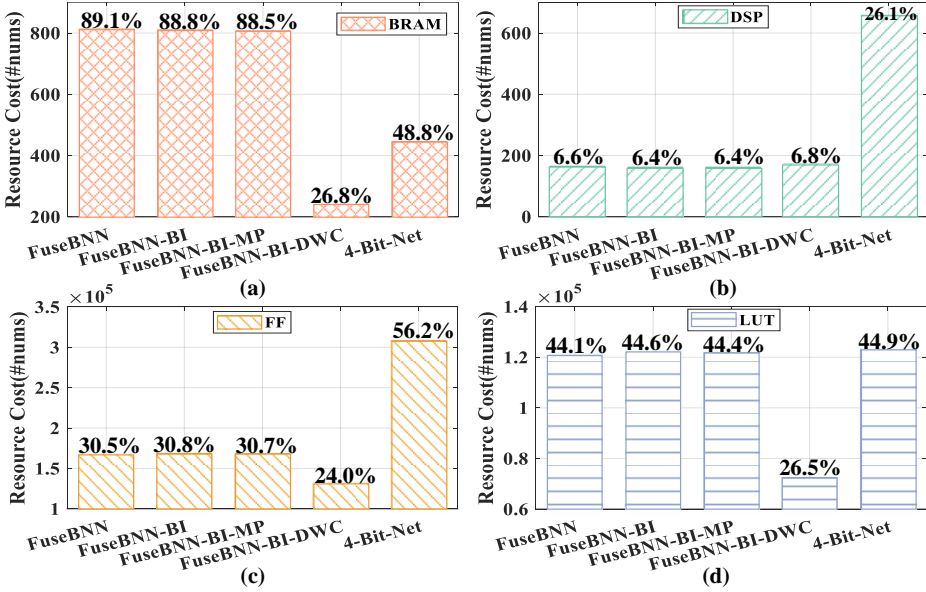 89.1%
88.8%
88.5%
26.8%
48.8%
BRAM
Resource Cost(#nums)
800
600
400
200
FuseBNN
FuseBNN-BI
FuseBNN-BI-MP
FuseBNN-BI-DWC
4-Bit-Net
(a)
6.6%
6.4%
6.4%
6.8%
26.1%
DSP
Resource Cost(#nums)
600
400
200
0
FuseBNN
FuseBNN-BI
FuseBNN-BI-MP
FuseBNN-BI-DWC
4-Bit-Net
(b)
×10⁵
30.5%
30.8%
30.7%
24.0%
56.2%
FF
Resource Cost(#nums)
3.5
3
2.5
2
1.5
1
FuseBNN
FuseBNN-BI
FuseBNN-BI-MP
FuseBNN-BI-DWC
4-Bit-Net
(c)
×10⁵
44.1%
44.6%
44.4%
26.5%
44.9%
LUT
Resource Cost(#nums)
1.4
1.2
1
0.8
0.6
FuseBNN
FuseBNN-BI
FuseBNN-BI-MP
FuseBNN-BI-DWC
4-Bit-Net
(d)